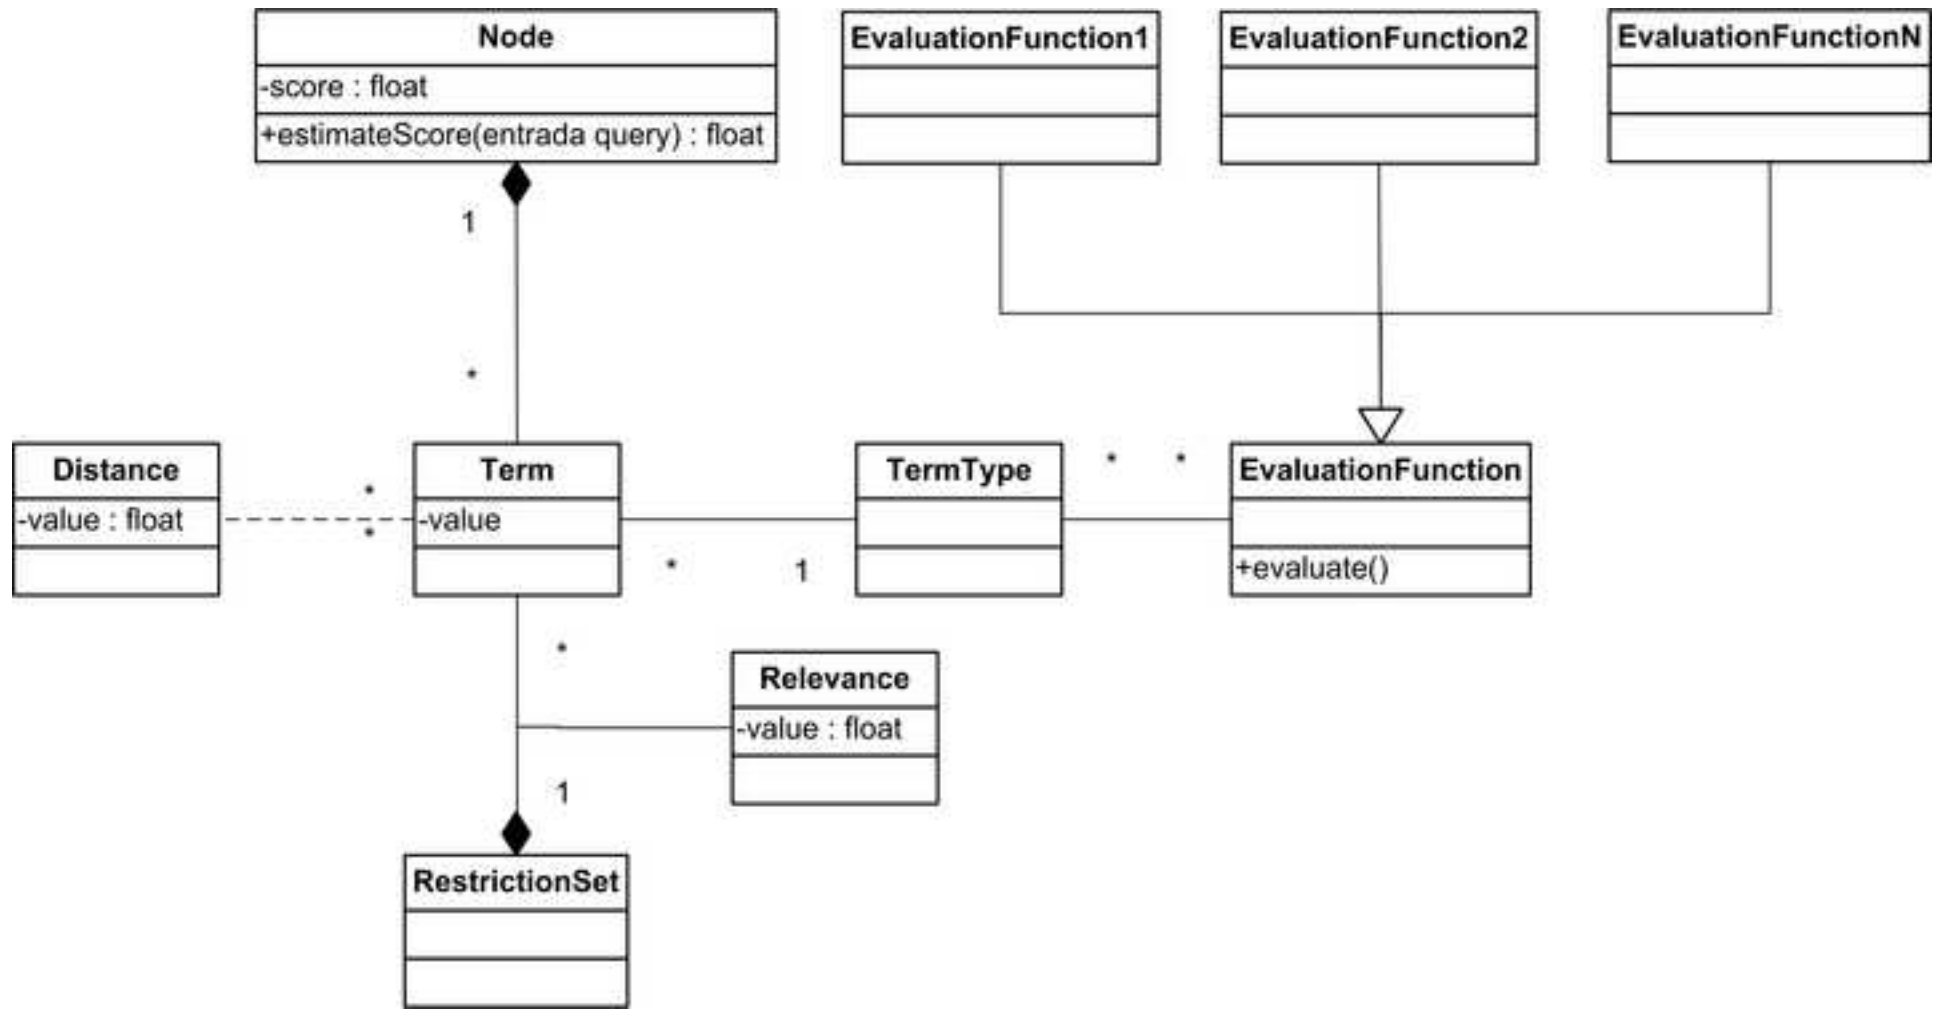 Node
-score : float
+estimateScore(entrada query) : float
EvaluationFunction1
EvaluationFunction2
EvaluationFunctionN
1
*
Distance
-value : float
*
*
Term
-value
*
1
TermType
*
*
EvaluationFunction
+evaluate()
*
1
Relevance
-value : float
RestrictionSet